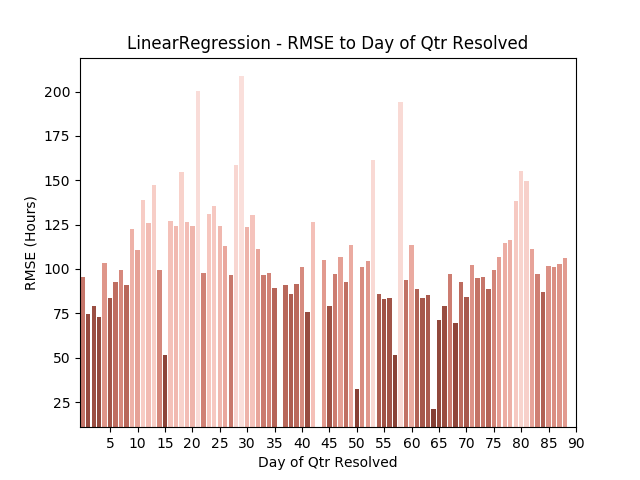 LinearRegression - RMSE to Day of Qtr Resolved
200
175
150
125
100
75
50
25
RMSE (Hours)
5 10 15 20 25 30 35 40 45 50 55 60 65 70 75 80 85 90
Day of Qtr Resolved